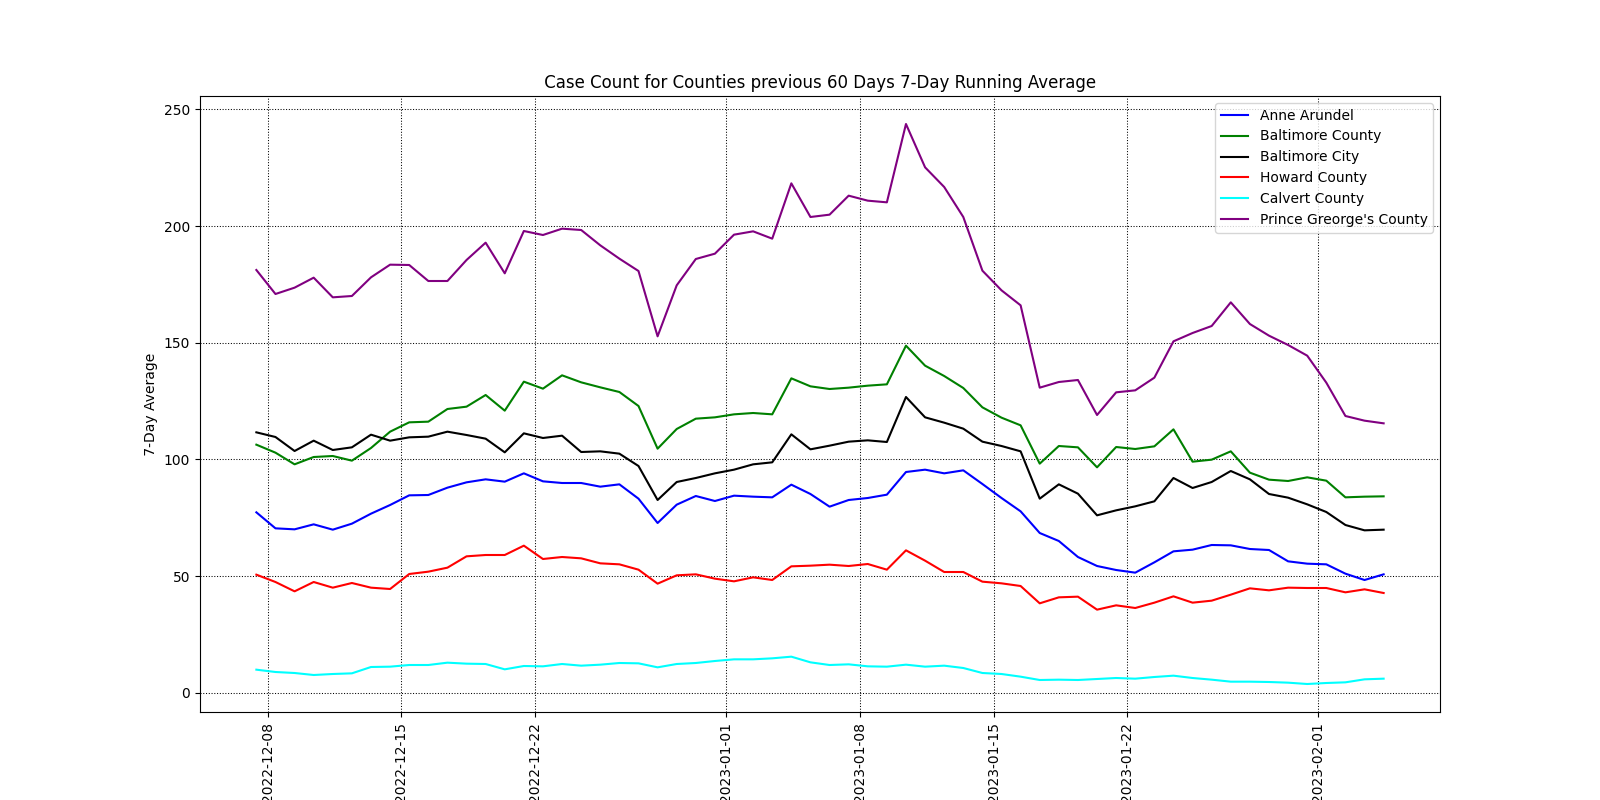 Case Count for Counties previous 60 Days 7-Day Running Average
250
200
150
100
50
0
7-Day Average
Anne Arundel
Baltimore County
Baltimore City
Howard County
Calvert County
Prince Greorge's County
2022-12-08
2022-12-15
2022-12-22
2023-01-01
2023-01-08
2023-01-15
2023-01-22
2023-02-01